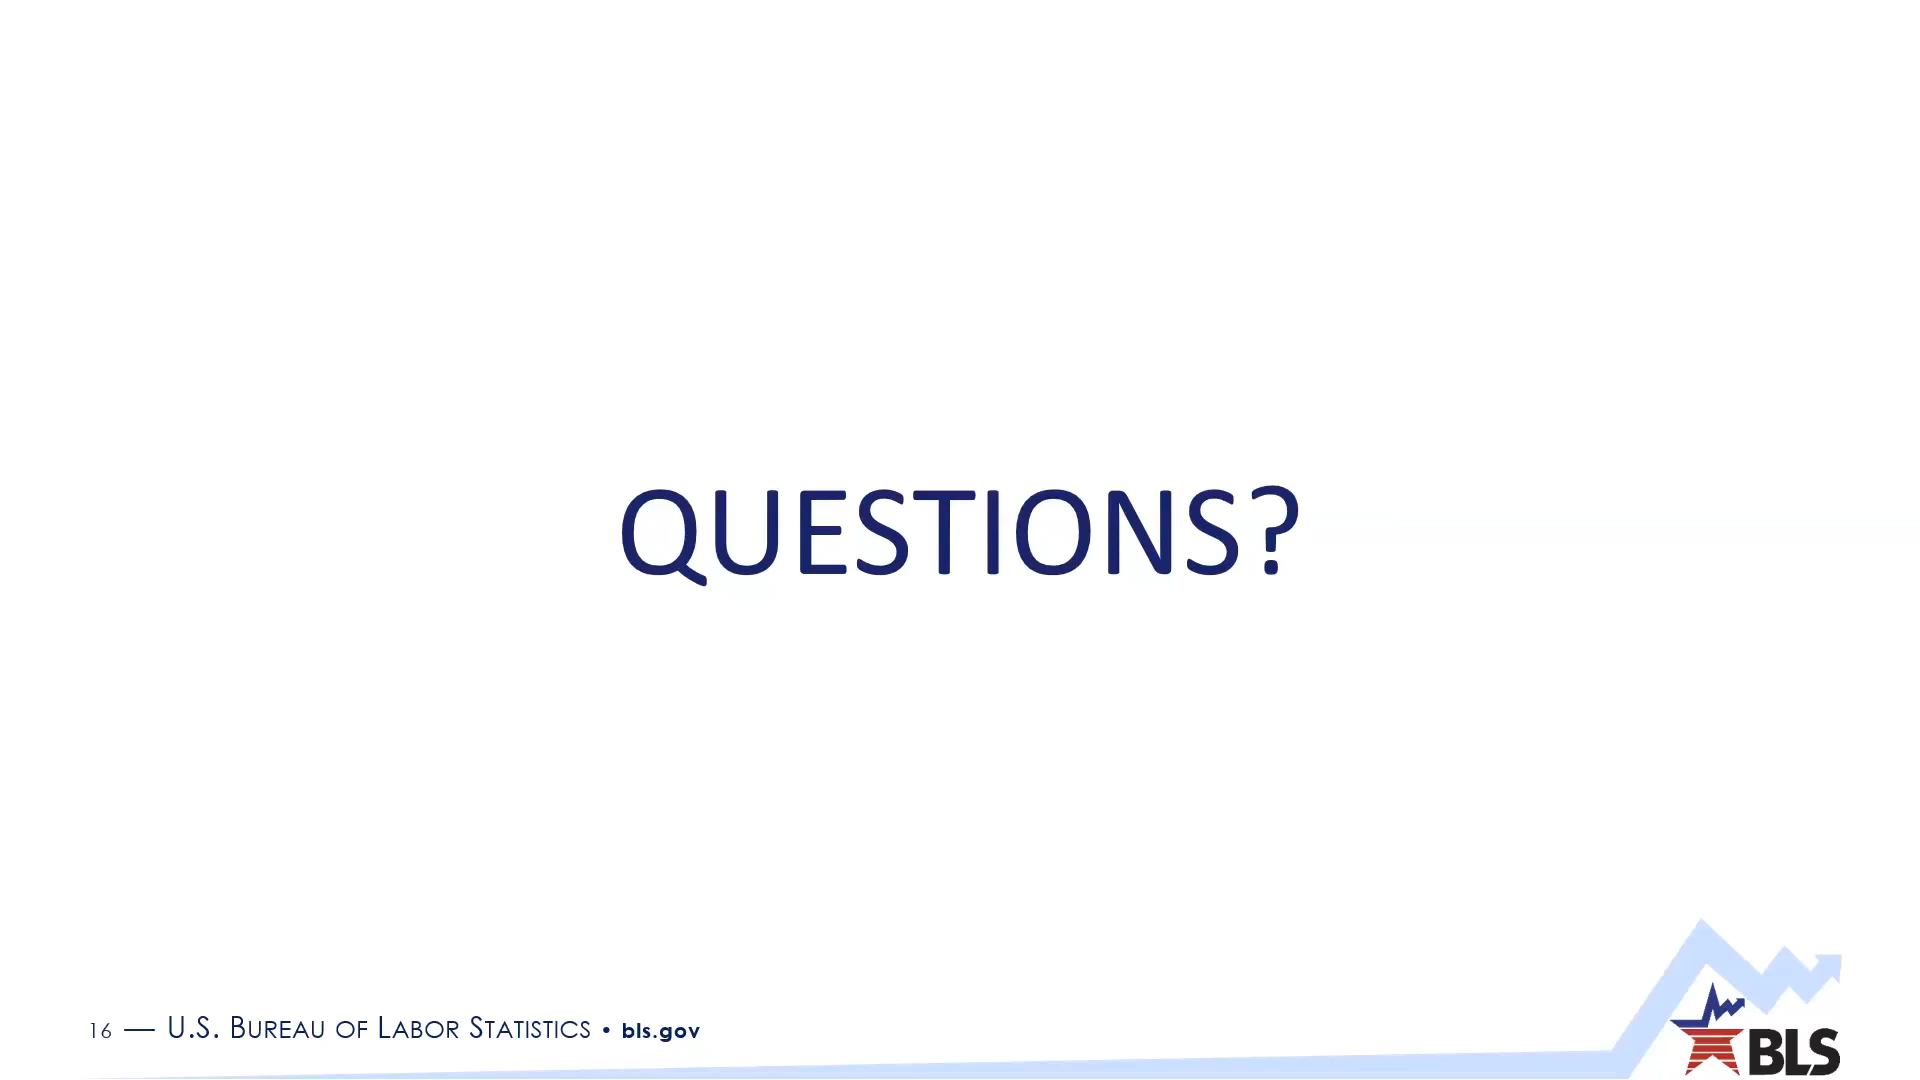 QUESTIONS?
16 — U.S. BUREAU OF LABOR STATISTICS • bls.gov
BLS